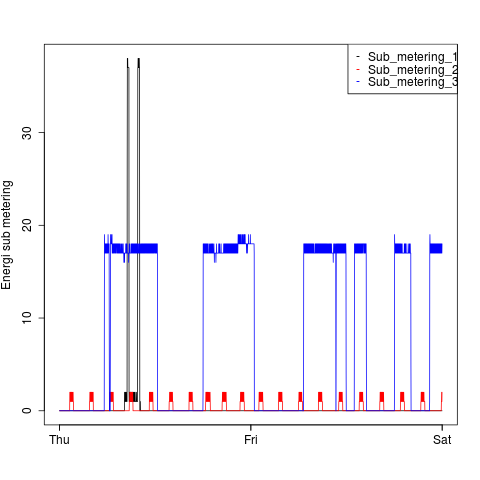 Sub_metering_1
Sub_metering_2
Sub_metering_3
Energi sub metering
30
20
10
0
Thu Fri Sat